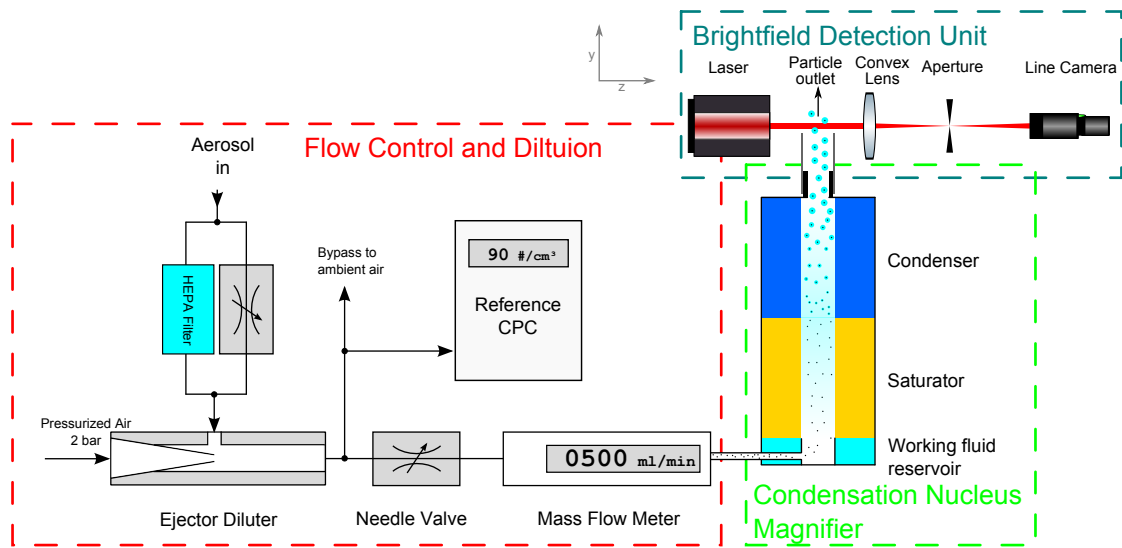 Brightfield Detection Unit
y
z
Laser
Particle
outlet
Convex
Lens
Aperture
Line Camera
Flow Control and Diltuion
Aerosol
in
HEPA Filter
Bypass to
ambient air
90 #/cm³
Reference
CPC
Condenser
Saturator
Working fluid
reservoir
Pressurized Air
2 bar
0500 ml/min
Ejector Diluter
Needle Valve
Mass Flow Meter
Condensation Nucleus
Magnifier